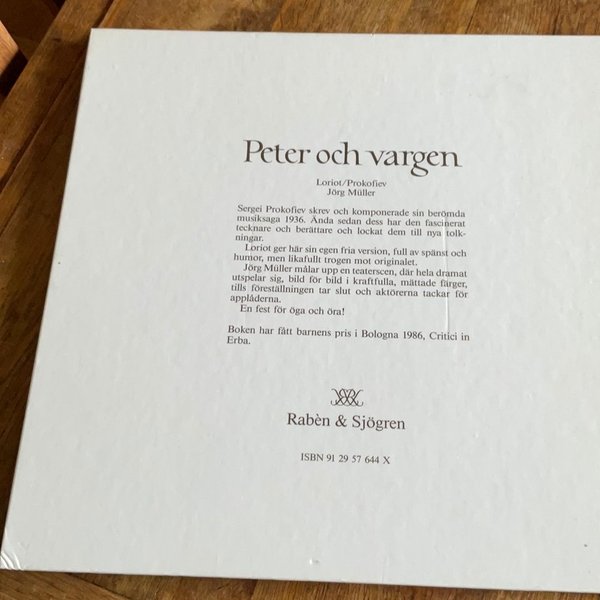 Peter och vargen
Loriot/Prokofiev
Jörg Müller
Sergei Prokofiev skrev och komponerade sin berömda
musiksaga 1936. Ända sedan dess har den fascinerat
tecknare och berättare och lockat dem till nya tolk-
ningar.
Loriot ger här sin egen fria version, full av spänst och
humor, men likafullt trogen mot originalet.
Jörg Müller målar upp en teaterscen, där hela dramat
utspelar sig, bild för bild i kraftfulla, mättade färger,
tills föreställningen tar slut och aktörerna tackar för
applåderna.
En fest för öga och öra!
Boken har fått barnens pris i Bologna 1986, Critici in
Erba.
Rabèn & Sjögren
ISBN 91 29 57 644 X